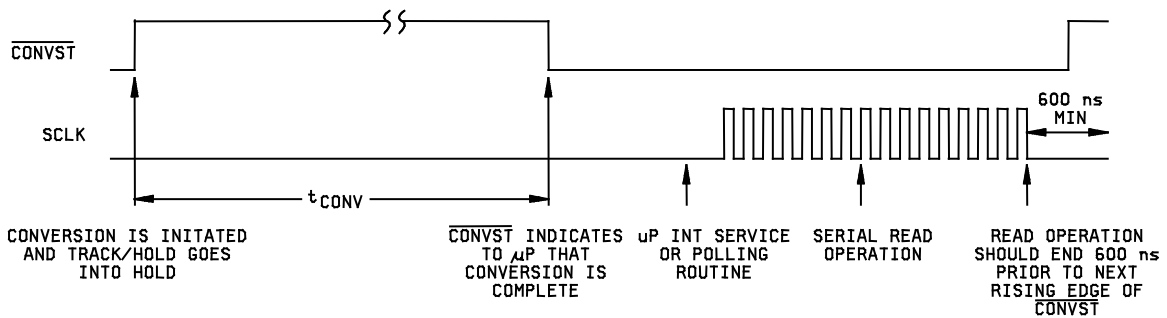 CONVST
SCLK
600 ns
MIN
tCONV
CONVERSION IS INITATED
AND TRACK/HOLD GOES
INTO HOLD
CONVST INDICATES
TO μP THAT
CONVERSION IS
COMPLETE
uP INT SERVICE
OR POLLING
ROUTINE
SERIAL READ
OPERATION
READ OPERATION
SHOULD END 600 ns
PRIOR TO NEXT
RISING EDGE OF
CONVST